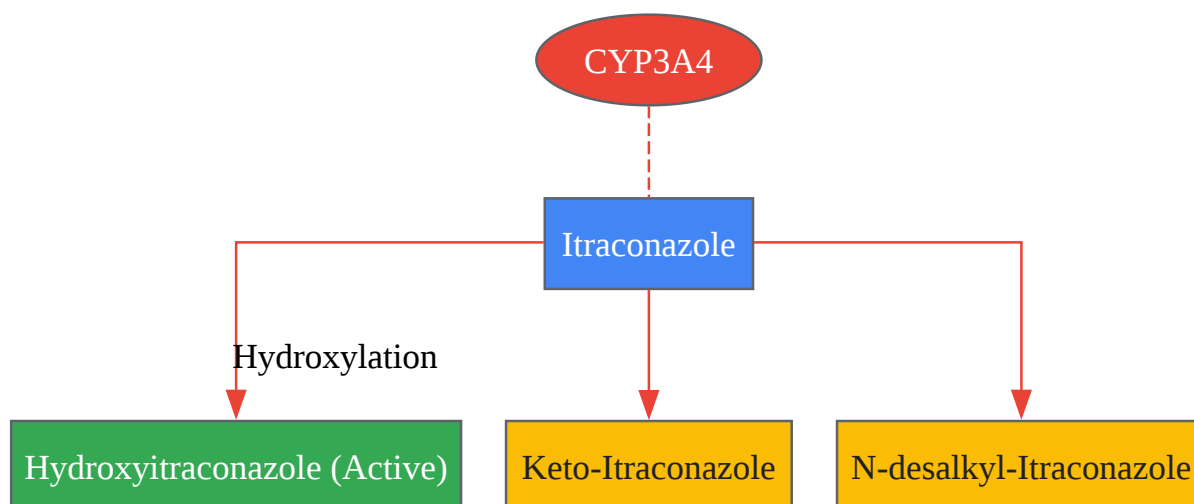 CYP3A4
Itraconazole
Hydroxylation
Hydroxyitraconazole (Active)
Keto-Itraconazole
N-desalkyl-Itraconazole